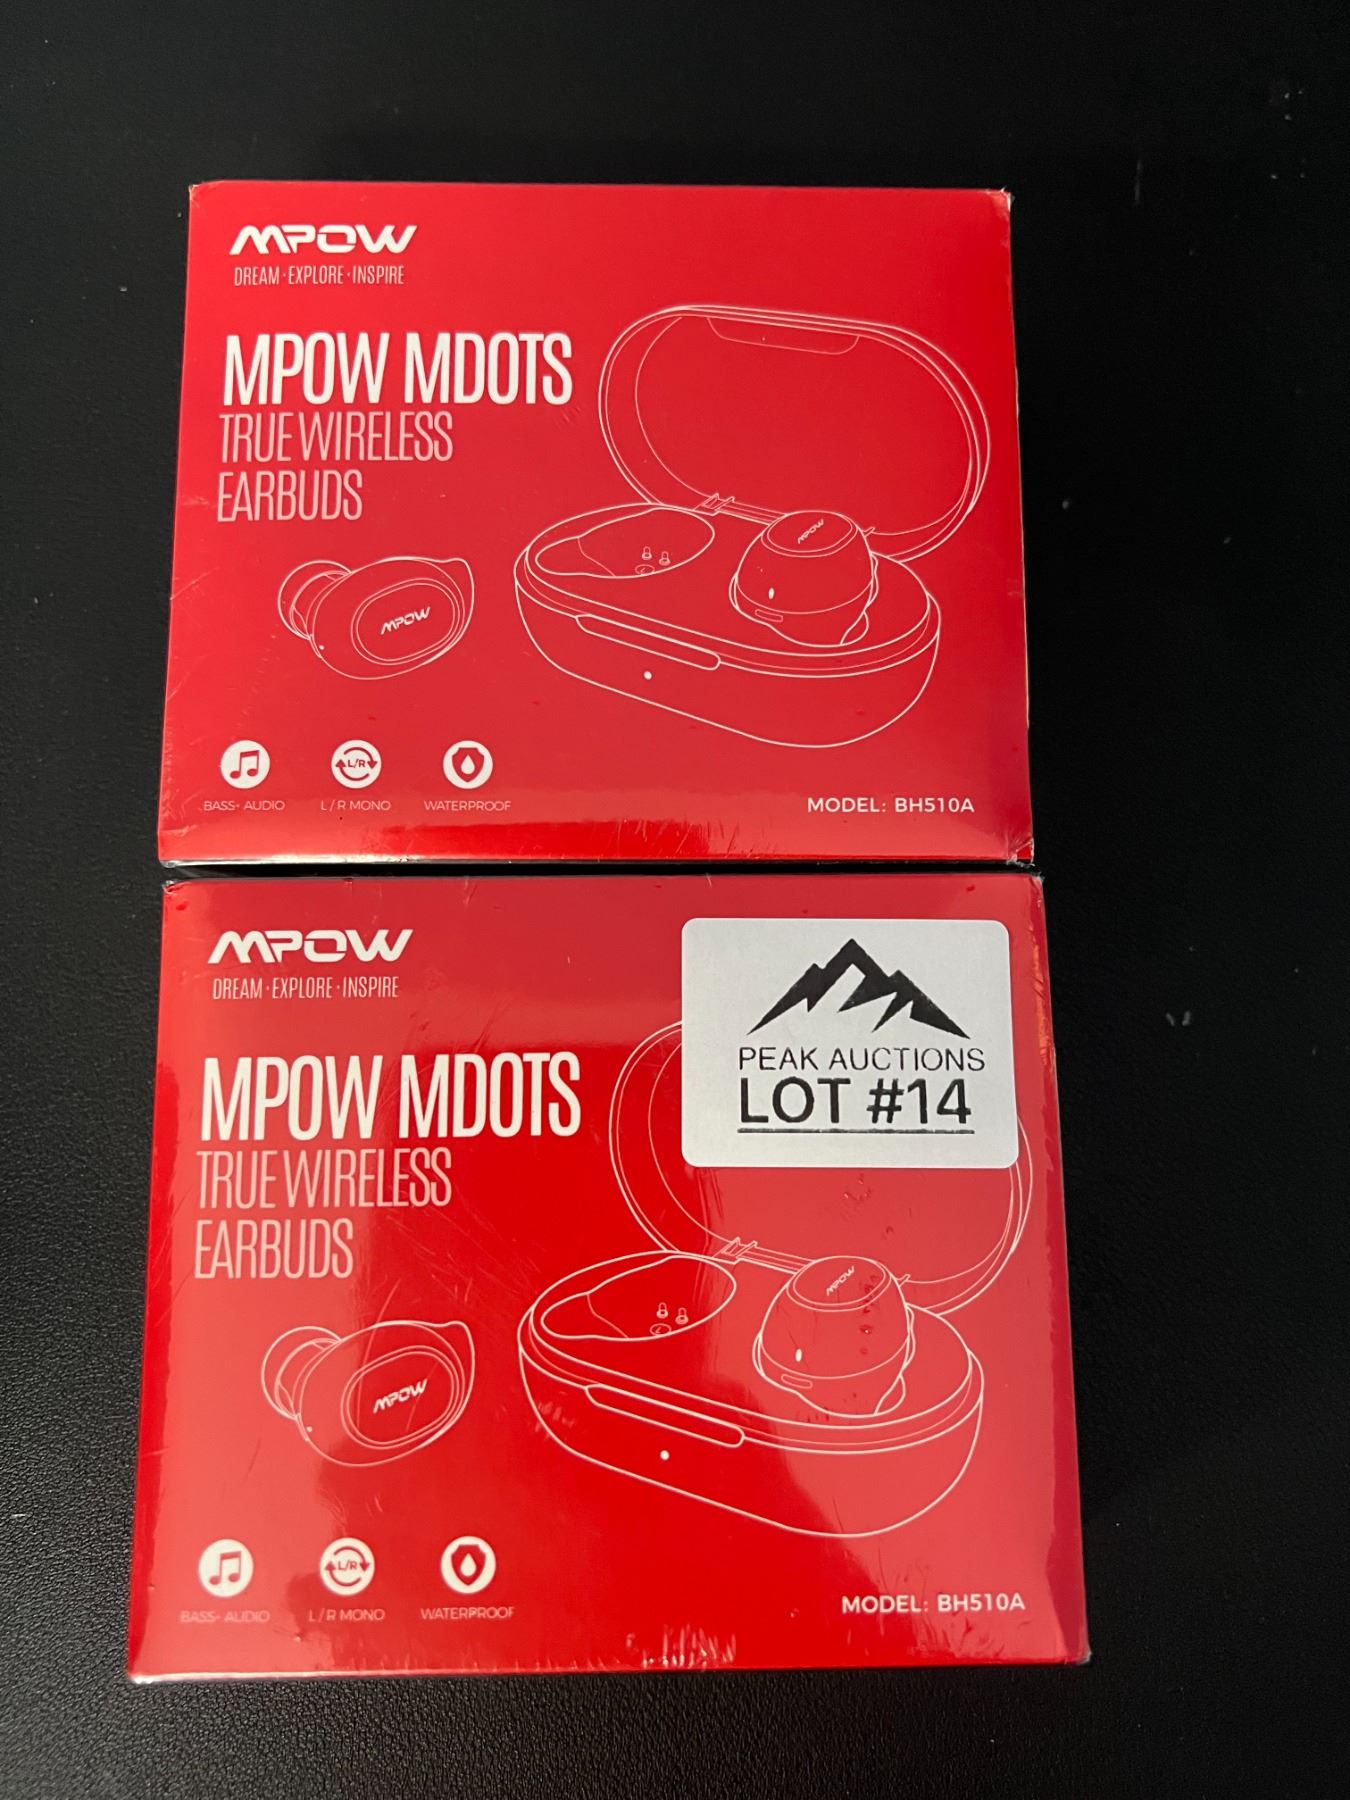 MPOW
DREAM·EXPLORE·INSPIRE
MPOW MDOTS
TRUE WIRELESS
EARBUDS
MPOW
MPOW
L/R
BASS+ AUDIO
L/R MONO
WATERPROOF
MODEL: BH510A
MPOW
DREAM·EXPLORE·INSPIRE
PEAK AUCTIONS
LOT #14
MPOW MDOTS
TRUE WIRELESS
EARBUDS
MPOW
MPOW
L/R
BASS+ AUDIO
L/R MONO
WATERPROOF
MODEL: BH510A